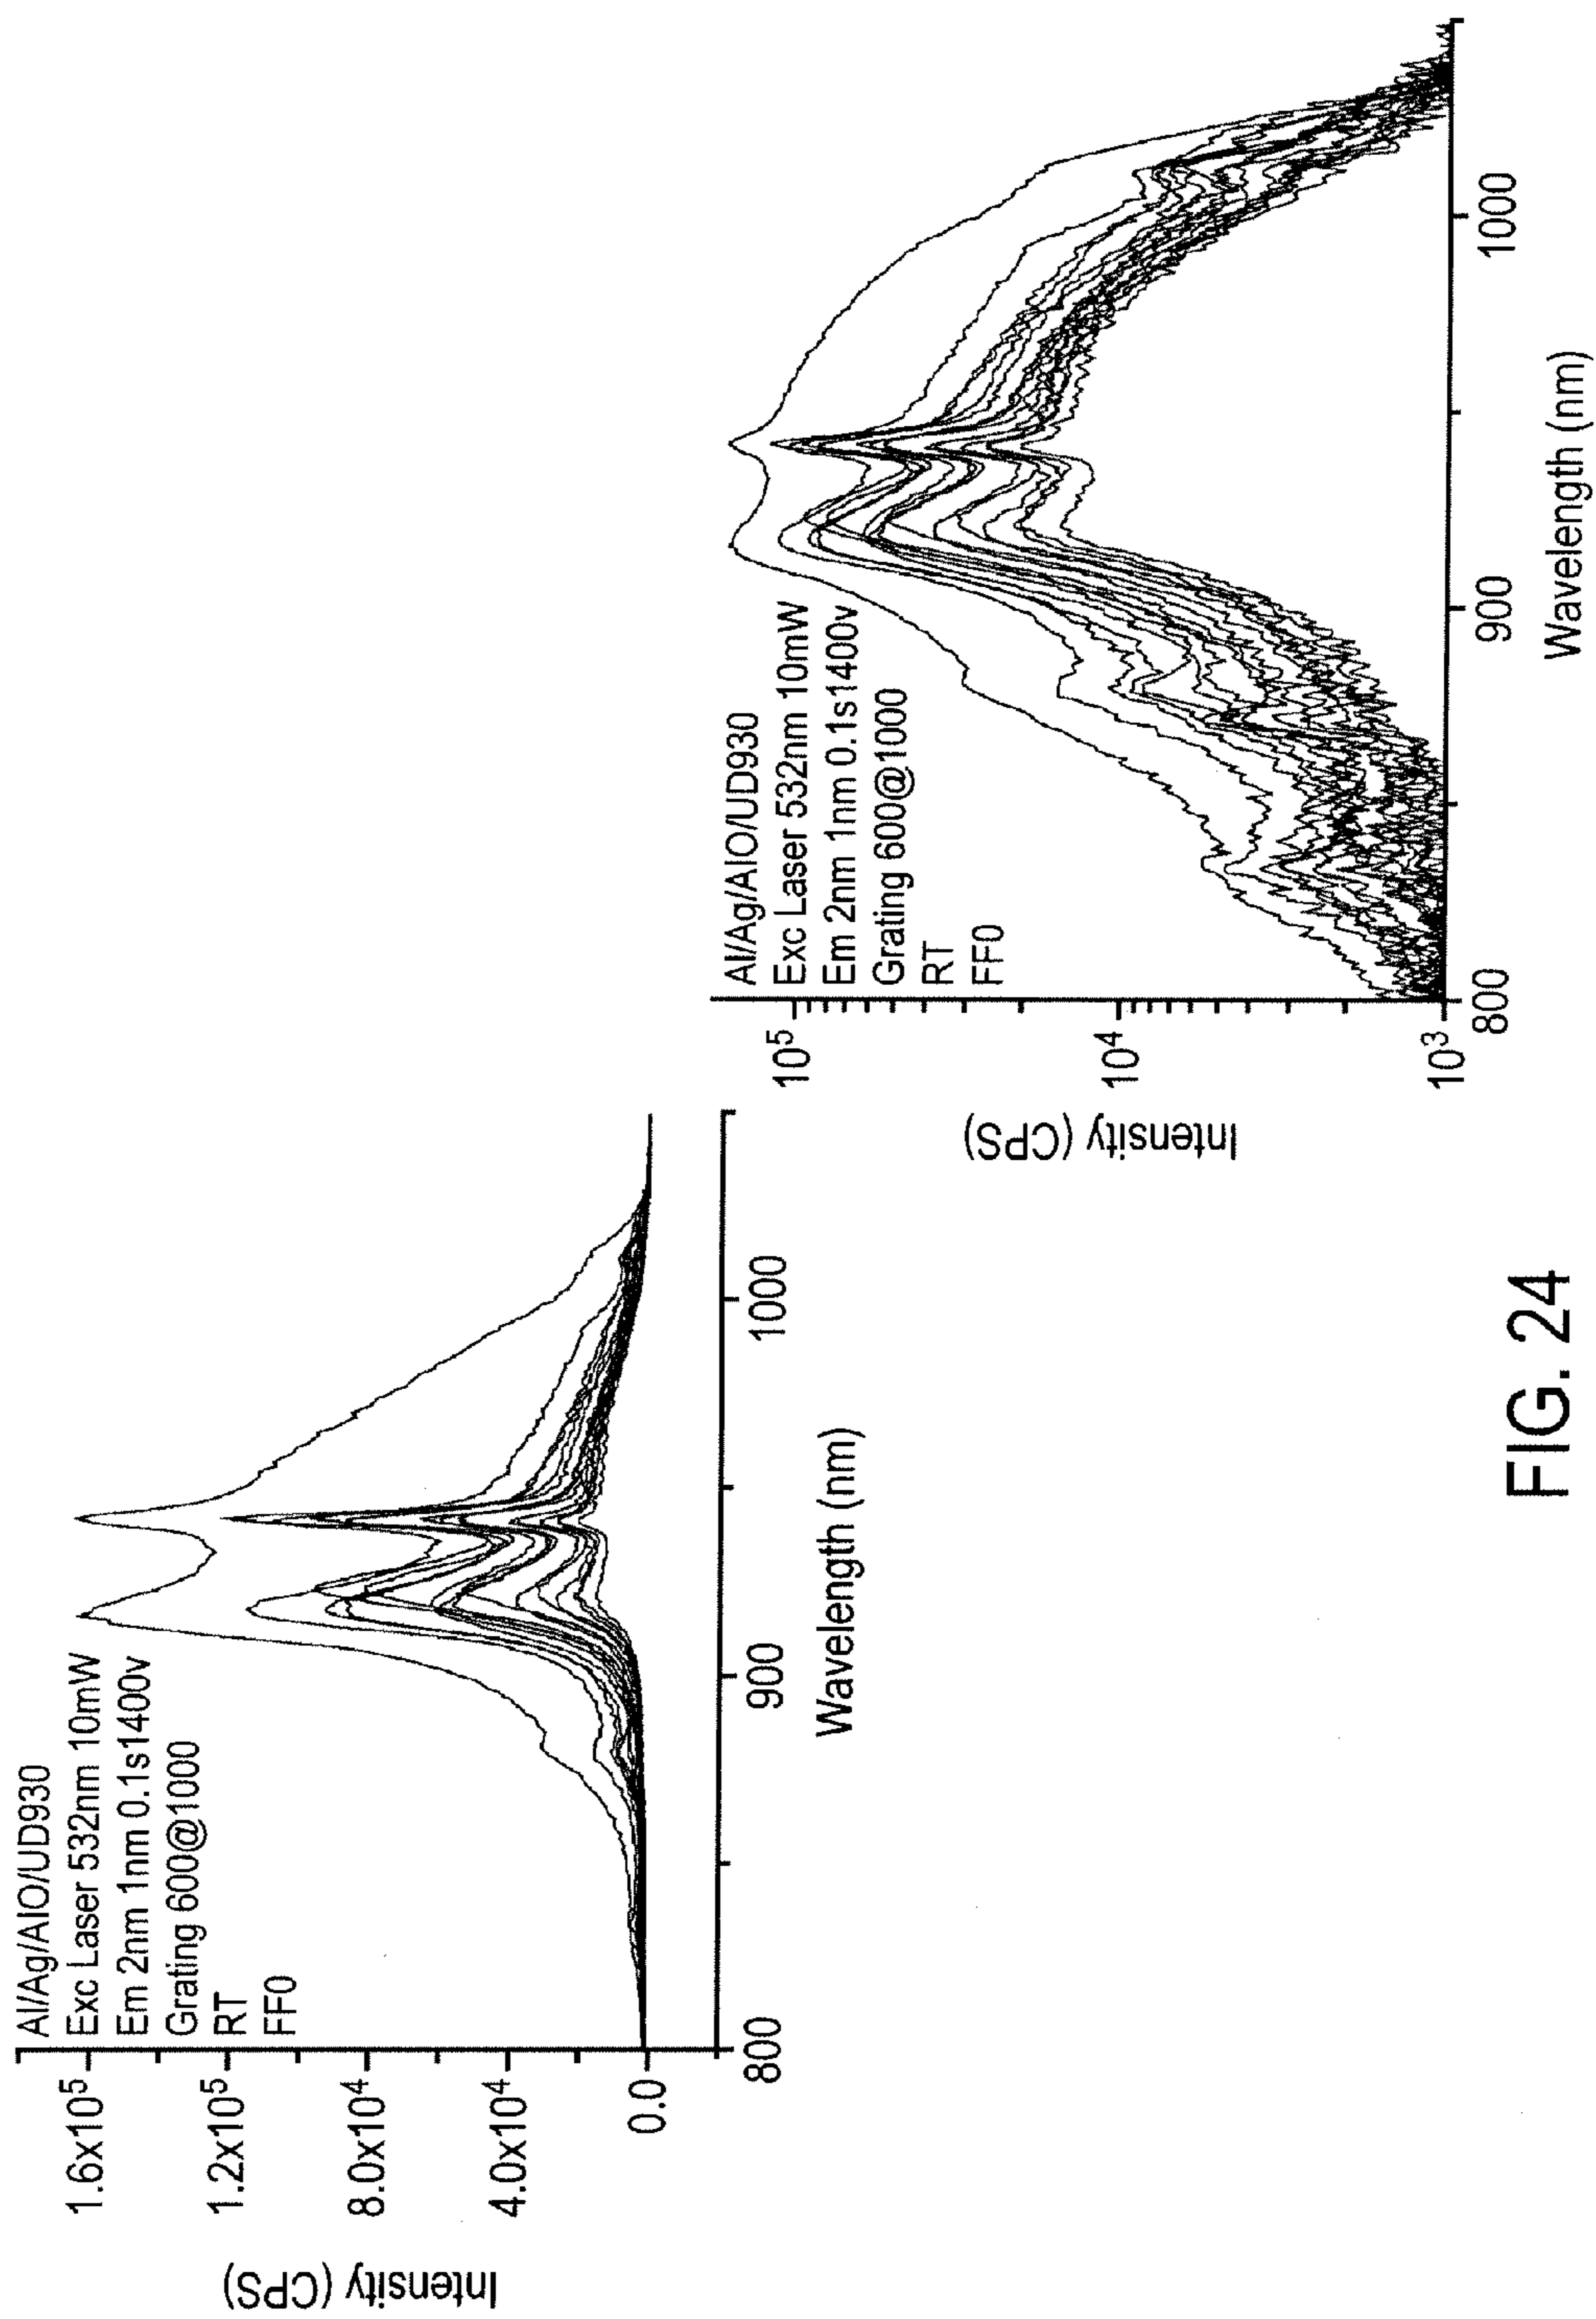 Al/Ag/AlO/UD930
Exc Laser 532nm 10mW
Em 2nm 1nm 0.1s1400v
Grating 600@1000
RT
FF0
1.6x10⁵
1.2x10⁵
8.0x10⁴
4.0x10⁴
0.0
Intensity (CPS)
800
900
1000
Wavelength (nm)
Al/Ag/AlO/UD930
Exc Laser 532nm 10mW
Em 2nm 1nm 0.1s1400v
Grating 600@1000
RT
FF0
10⁵
10⁴
10³
Intensity (CPS)
800
900
1000
Wavelength (nm)
FIG. 24